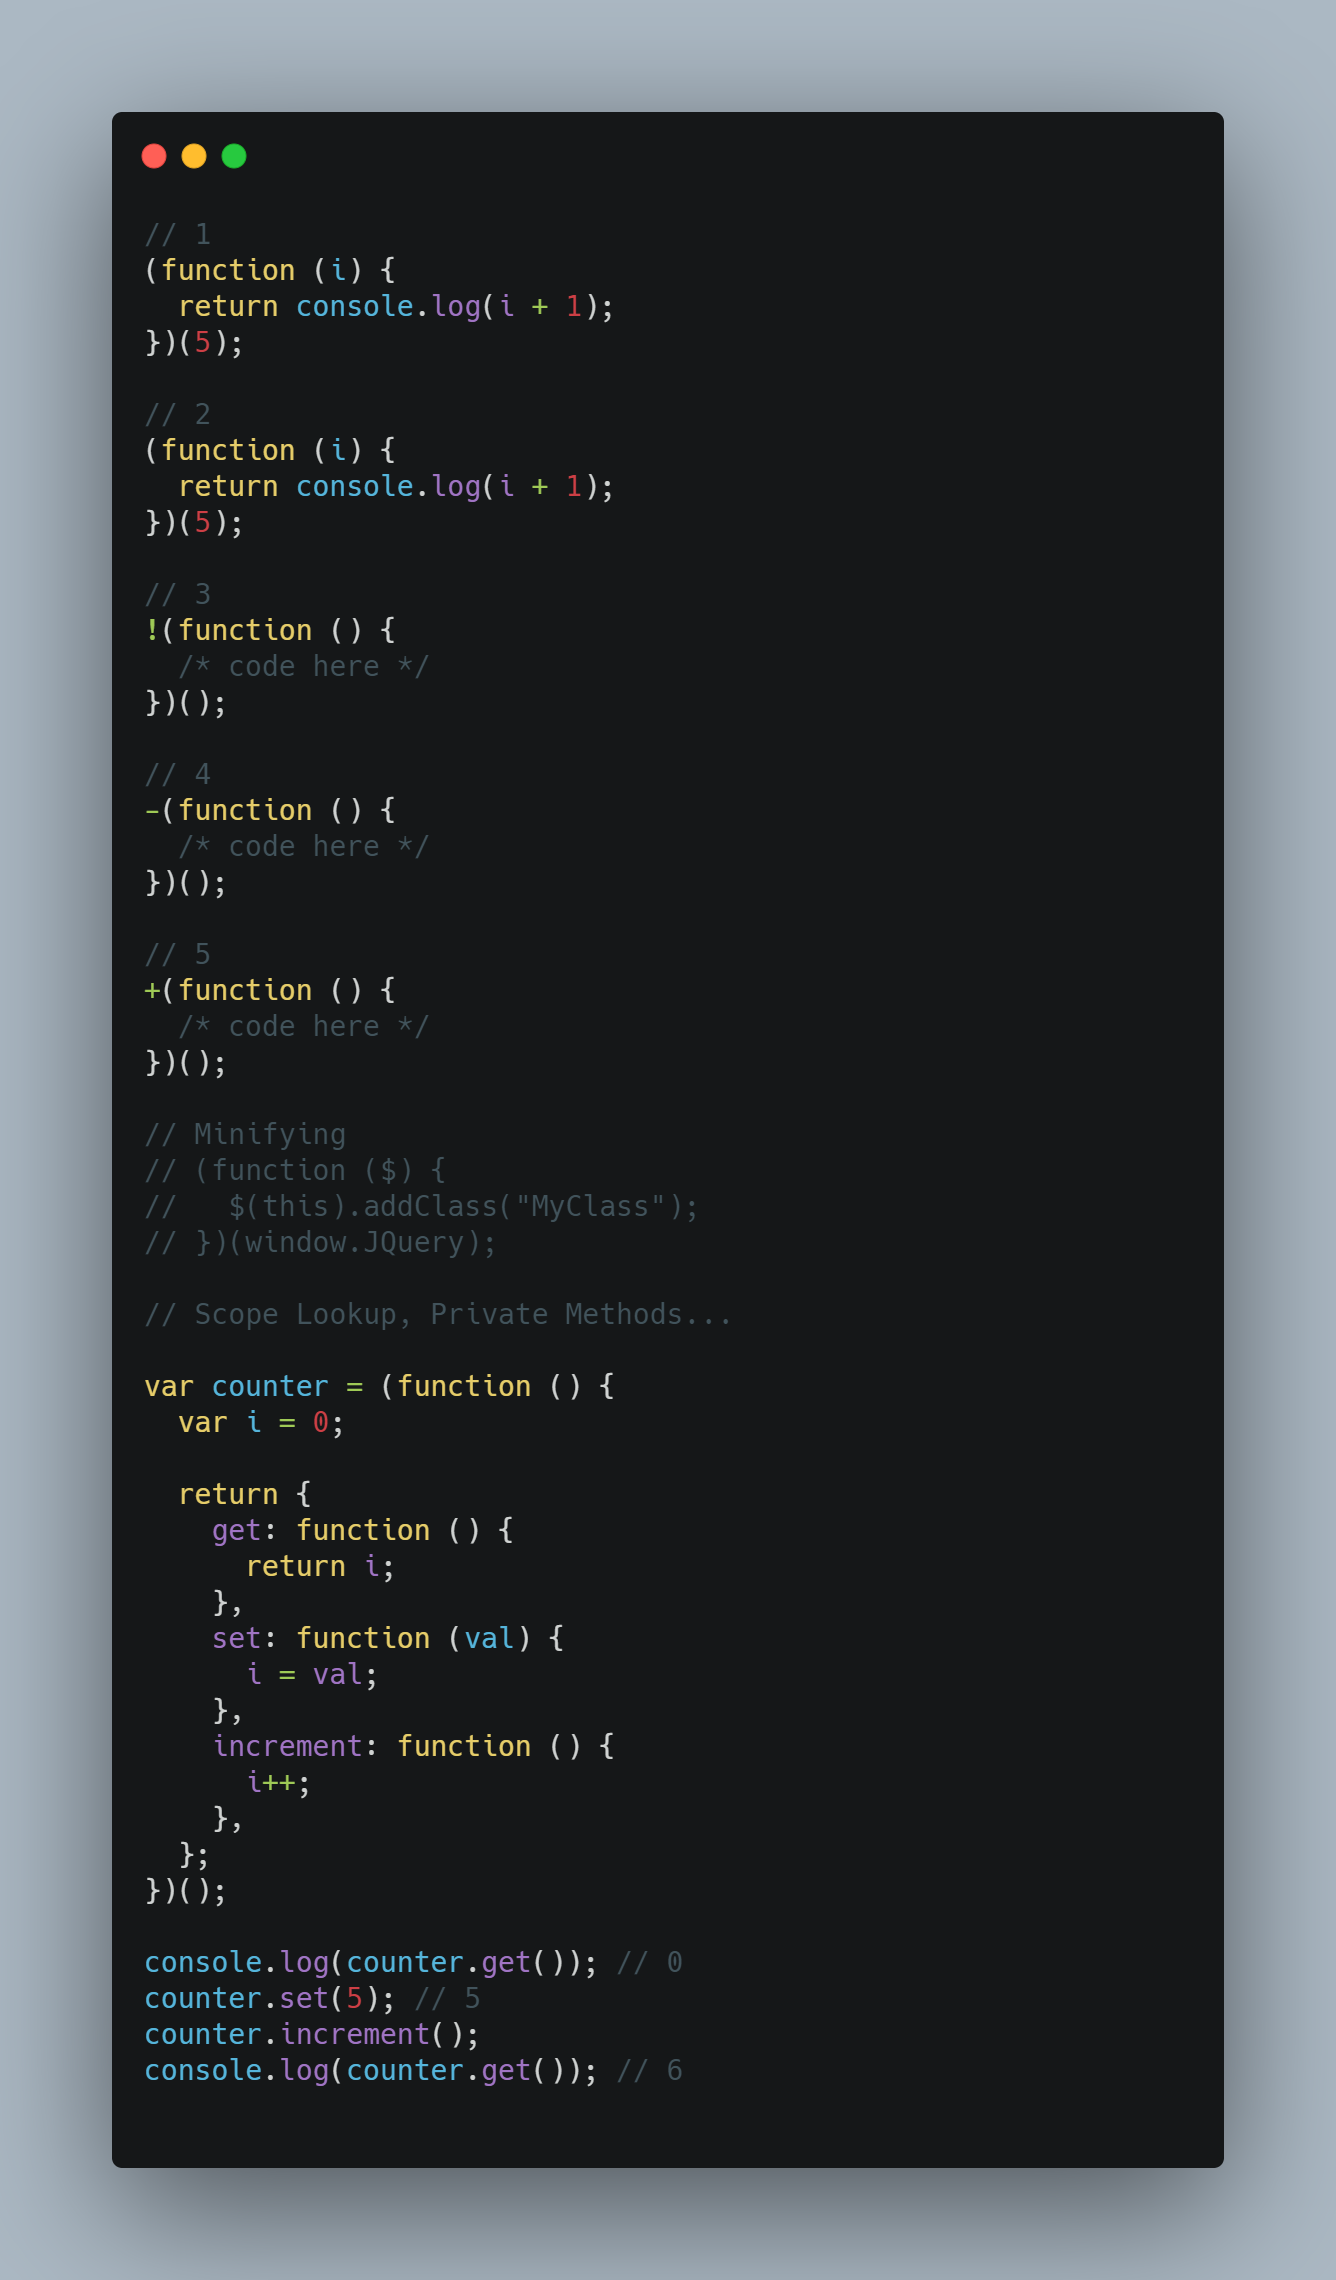 // 1
(function (i) {
  return console.log(i + 1);
})(5);

// 2
(function (i) {
  return console.log(i + 1);
})(5);

// 3
!(function () {
  /* code here */
})();

// 4
-(function () {
  /* code here */
})();

// 5
+(function () {
  /* code here */
})();

// Minifying
// (function ($) {
//   $(this).addClass("MyClass");
// })(window.JQuery);

// Scope Lookup, Private Methods...

var counter = (function () {
  var i = 0;

  return {
    get: function () {
      return i;
    },
    set: function (val) {
      i = val;
    },
    increment: function () {
      i++;
    },
  };
})();

console.log(counter.get()); // 0
counter.set(5); // 5
counter.increment();
console.log(counter.get()); // 6